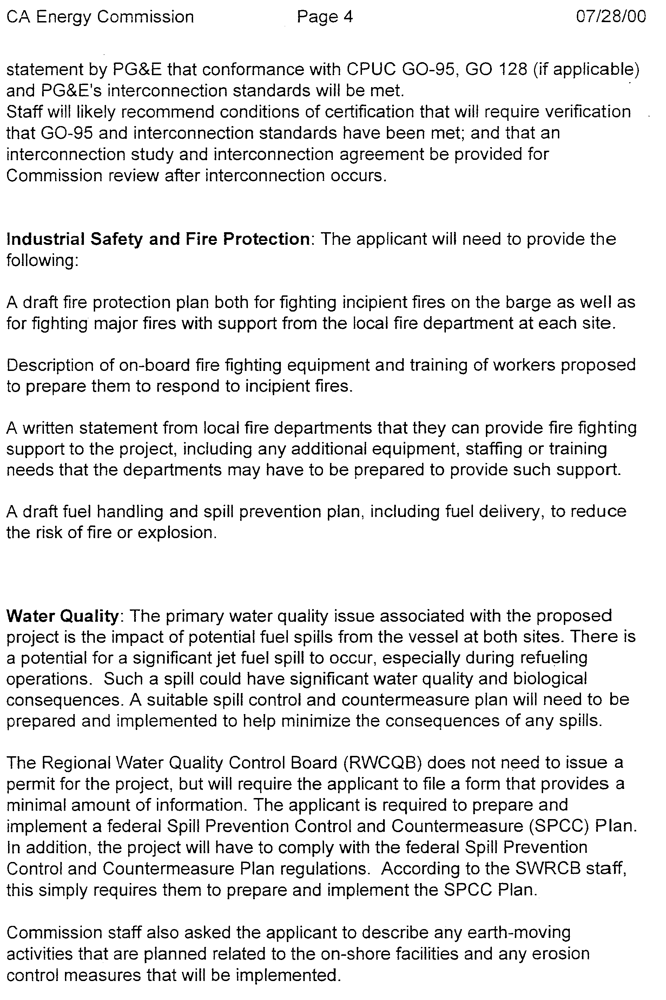 CA Energy Commission Page 4 07/28/00
statement by PG&E that conformance with CPUC GO-95, GO 128 (if applicable)
and PG&E's interconnection standards will be met.
Staff will likely recommend conditions of certification that will require verification
that GO-95 and interconnection standards have been met; and that an
interconnection study and interconnection agreement be provided for
Commission review after interconnection occurs.
Industrial Safety and Fire Protection: The applicant will need to provide the
following:
A draft fire protection plan both for fighting incipient fires on the barge as well as
for fighting major fires with support from the local fire department at each site.
Description of on-board fire fighting equipment and training of workers proposed
to prepare them to respond to incipient fires.
A written statement from local fire departments that they can provide fire fighting
support to the project, including any additional equipment, staffing or training
needs that the departments may have to be prepared to provide such support.
A draft fuel handling and spill prevention plan, including fuel delivery, to reduce
the risk of fire or explosion.
Water Quality: The primary water quality issue associated with the proposed
project is the impact of potential fuel spills from the vessel at both sites. There is
a potential for a significant jet fuel spill to occur, especially during refueling
operations.  Such a spill could have significant water quality and biological
consequences. A suitable spill control and countermeasure plan will need to be
prepared and implemented to help minimize the consequences of any spills.
The Regional Water Quality Control Board (RWCQB) does not need to issue a
permit for the project, but will require the applicant to file a form that provides a
minimal amount of information. The applicant is required to prepare and
implement a federal Spill Prevention Control and Countermeasure (SPCC) Plan.
In addition, the project will have to comply with the federal Spill Prevention
Control and Countermeasure Plan regulations.  According to the SWRCB staff,
this simply requires them to prepare and implement the SPCC Plan.
Commission staff also asked the applicant to describe any earth-moving
activities that are planned related to the on-shore facilities and any erosion
control measures that will be implemented.